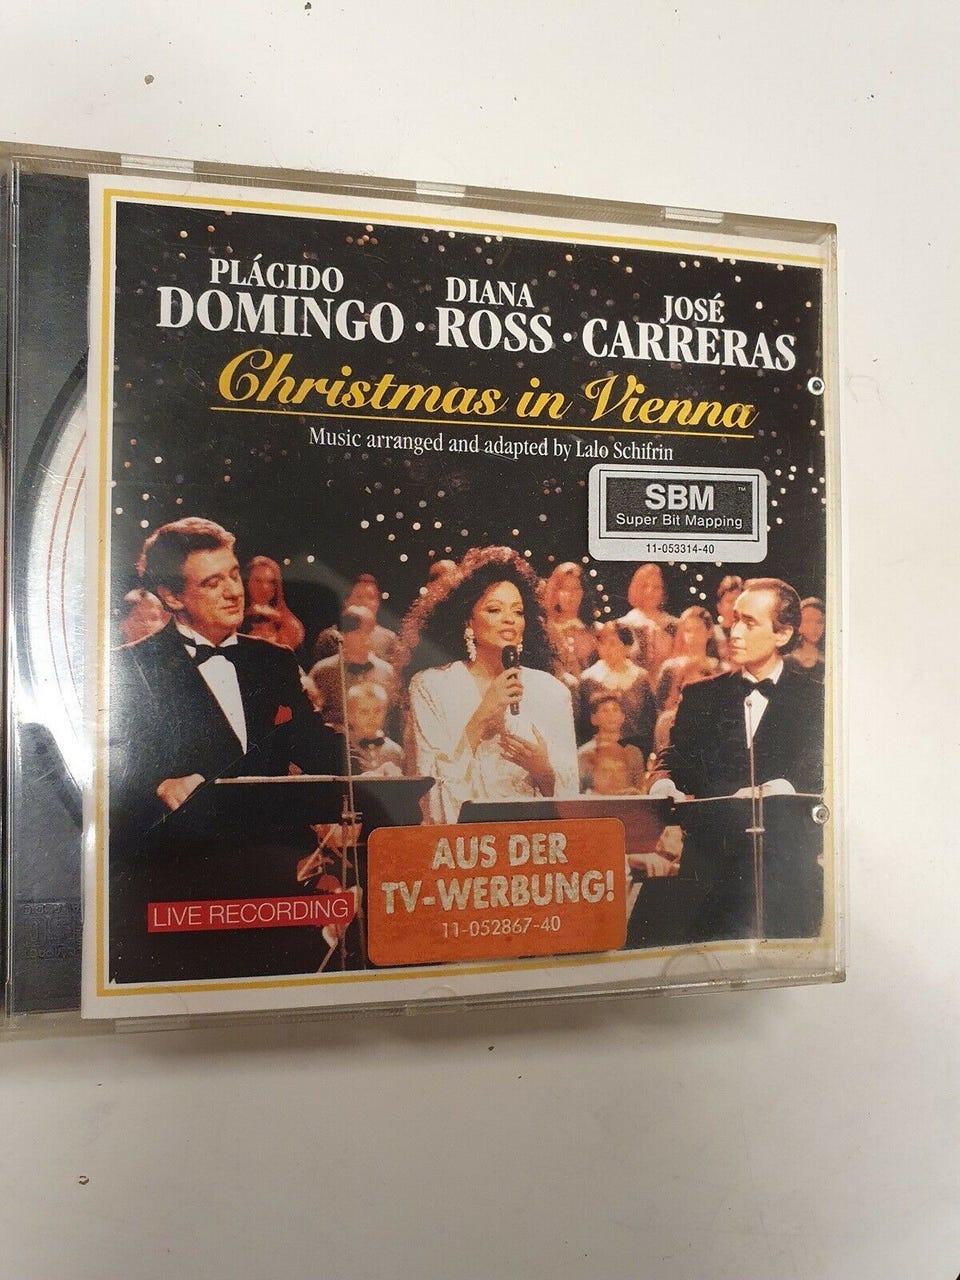 PLÁCIDO
DOMINGO ·
DIANA
ROSS ·
JOSÉ
CARRERAS
Christmas in Vienna
Music arranged and adapted by Lalo Schifrin
SBM™
Super Bit Mapping
11-053314-40
LIVE RECORDING
AUS DER
TV-WERBUNG!
11-052867-40